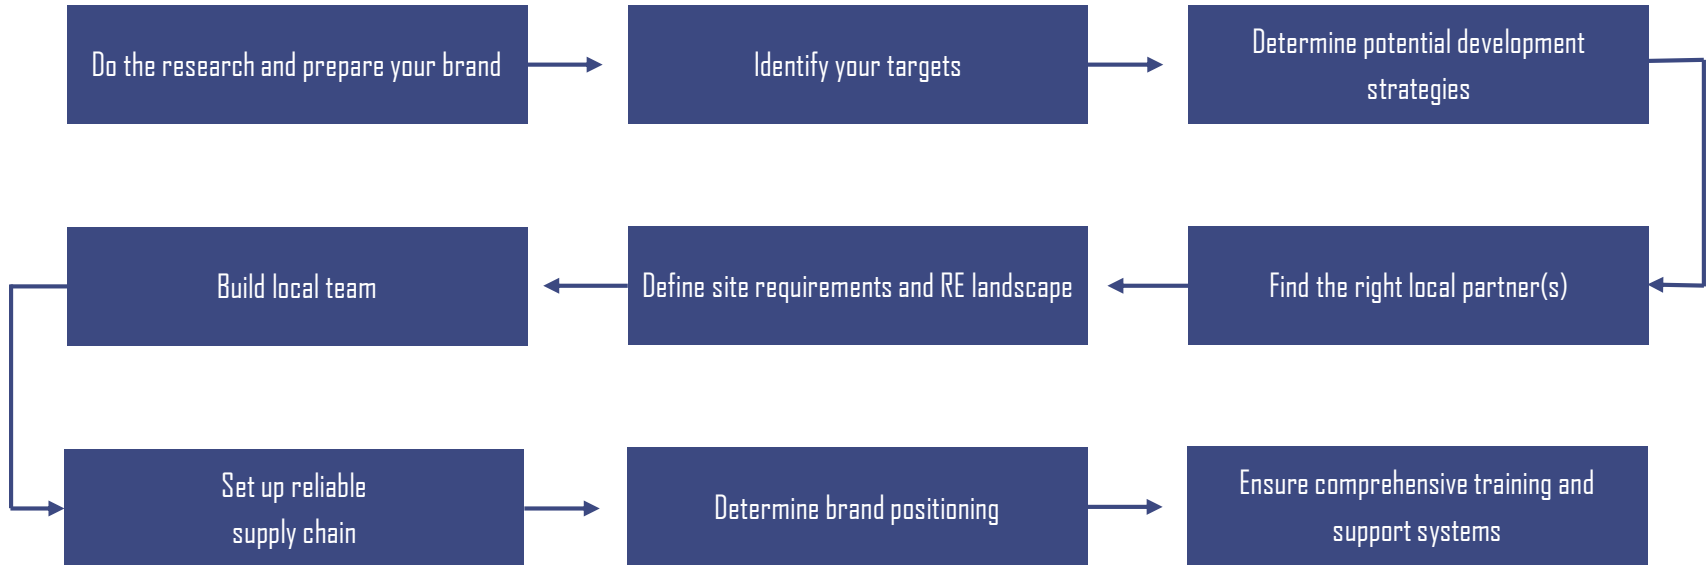 Do the research and prepare your brand
Identify your targets
Determine potential development
strategies
Find the right local partner(s)
Define site requirements and RE landscape
Build local team
Set up reliable
supply chain
Determine brand positioning
Ensure comprehensive training and
support systems